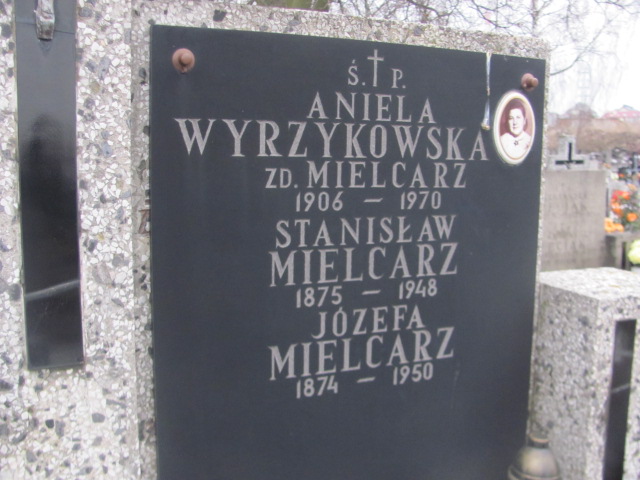 Ś. P.
ANIELA
WYRZYKOWSKA
ZD. MIELCARZ
1906 — 1970
STANISŁAW
MIELCARZ
1875 — 1948
JÓZEFA
MIELCARZ
1874 — 1950